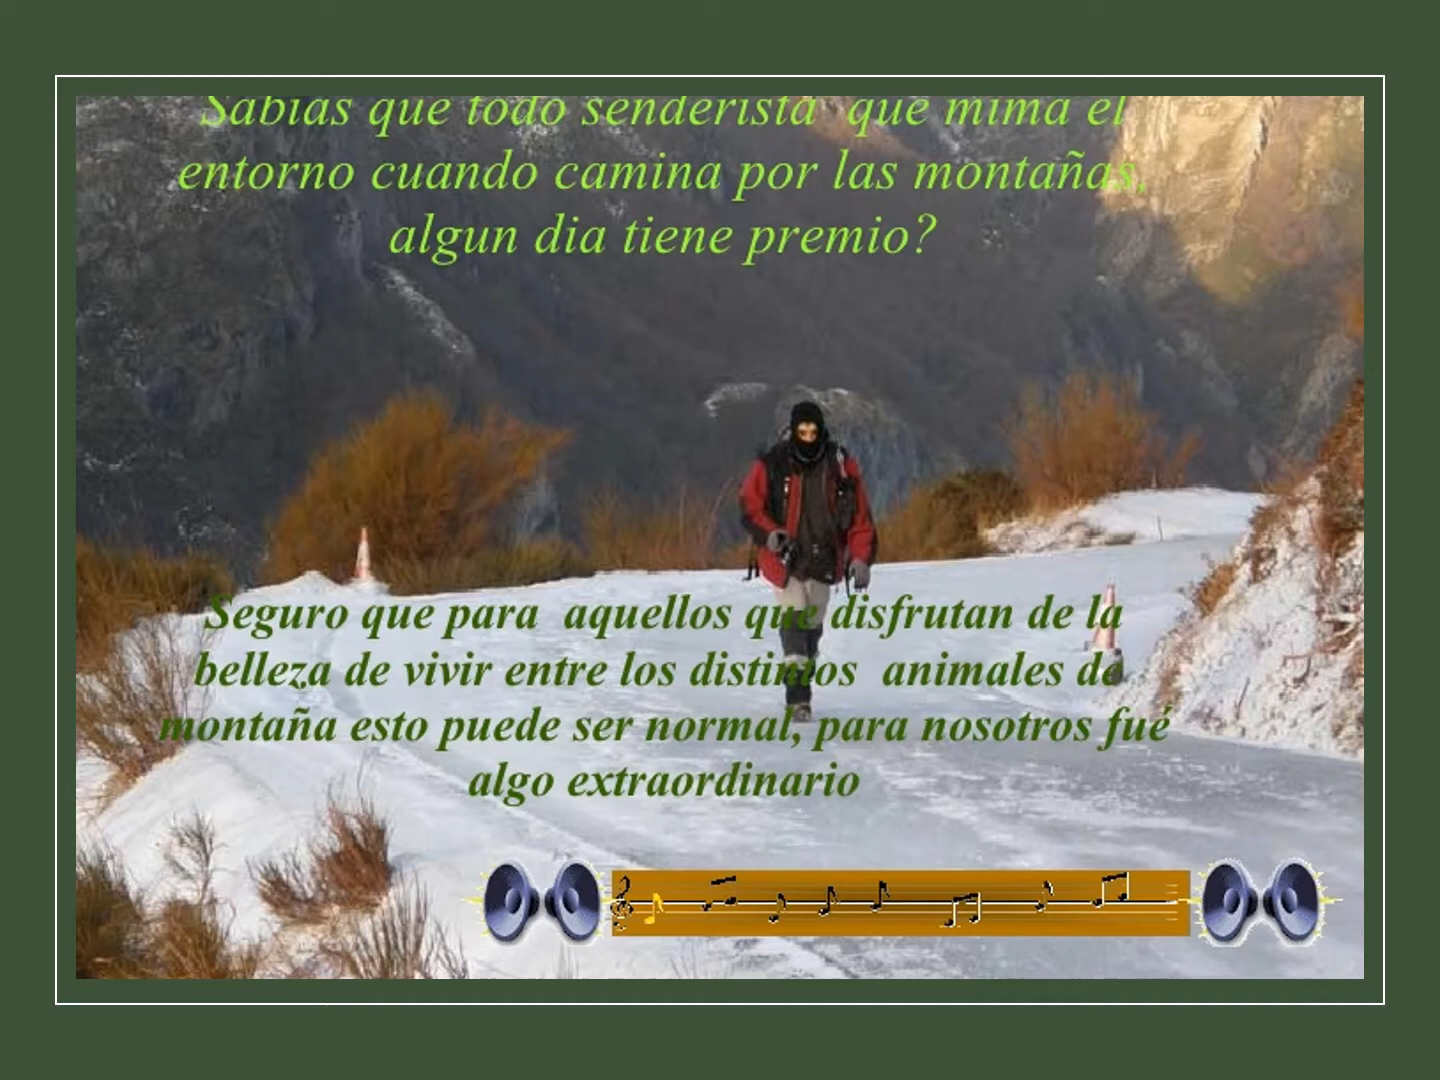 Sabias que todo senderista que mima el
entorno cuando camina por las montañas,
algun dia tiene premio?
Seguro que para aquellos que disfrutan de la
belleza de vivir entre los distintos animales de
montaña esto puede ser normal, para nosotros fué
algo extraordinario